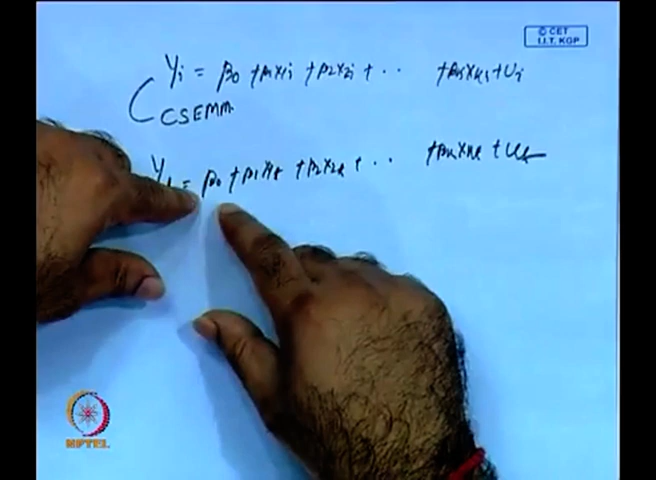 © CET
I.I.T. KGP
Yi = β0 + β1x1i + β2x2i + ·· + βkxki + Ui
CSEMM
Yt = β0 + β1x1t + β2x2t + ·· + βkxkt + Ut
NPTEL